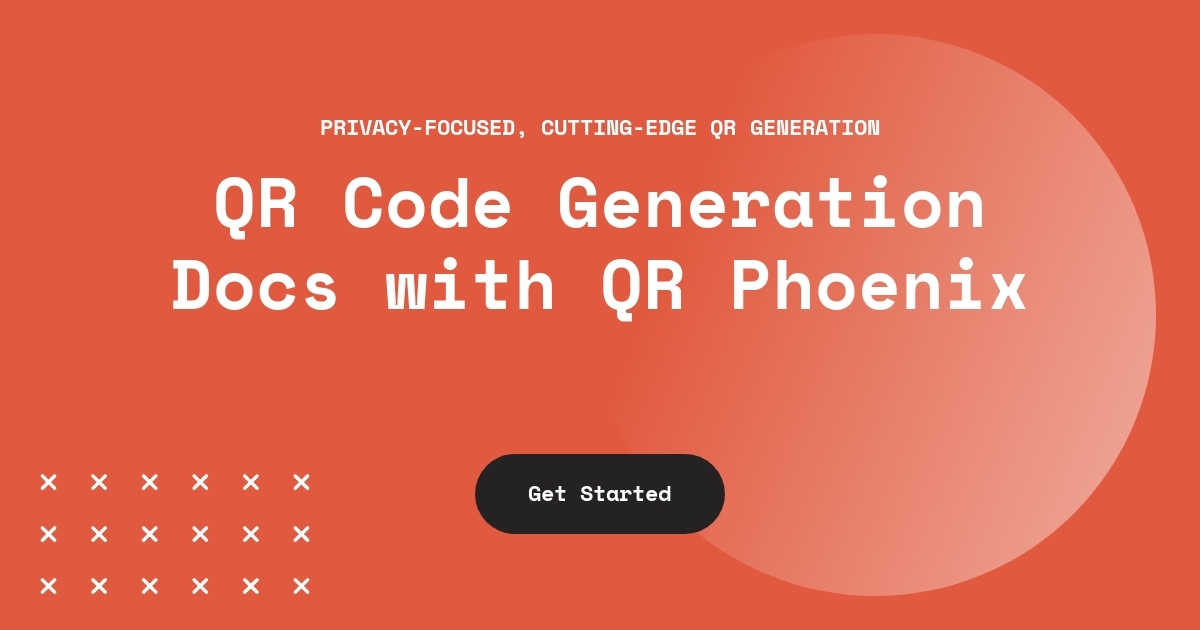 PRIVACY-FOCUSED, CUTTING-EDGE QR GENERATION
QR Code Generation
Docs with QR Phoenix
Get Started